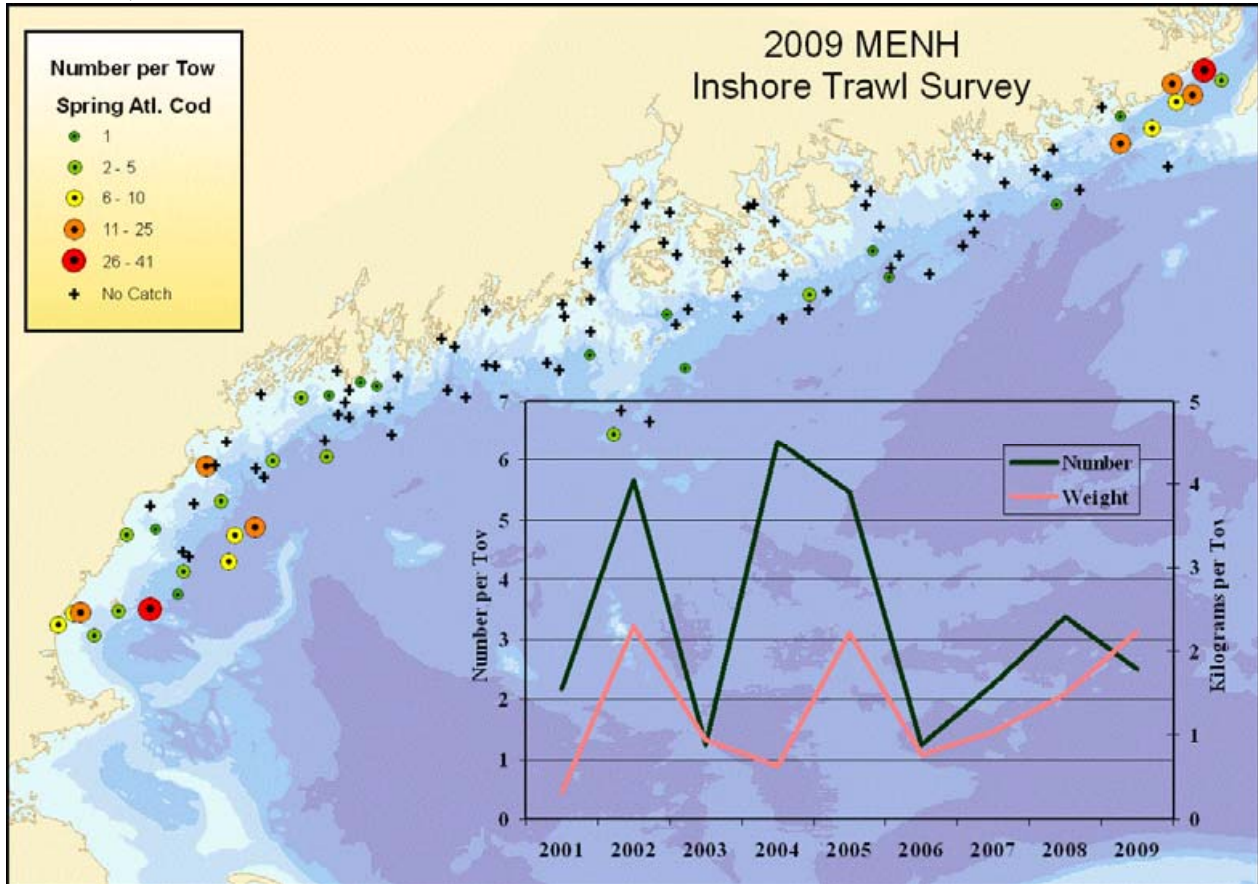 2009 MENH
Inshore Trawl Survey
Number per Tow
Spring Atl. Cod
1
2 - 5
6 - 10
11 - 25
26 - 41
No Catch
7
6
5
4
3
2
1
0
Number per Tov
5
4
3
2
1
0
Kilograms per Tov
Number
Weight
2001 2002 2003 2004 2005 2006 2007 2008 2009